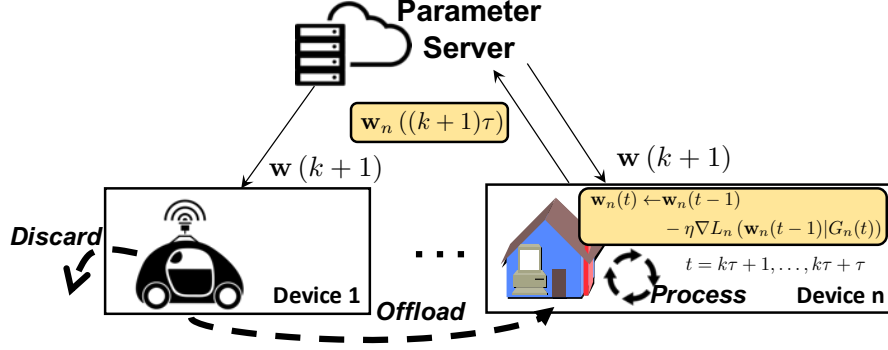 Parameter
Server
w_n ((k + 1)τ)
w (k + 1)
w (k + 1)
w_n(t) ←w_n(t − 1)
− η∇L_n (w_n(t − 1)|G_n(t))
t = kτ + 1, . . . , kτ + τ
Discard
...
Process
Device 1
Device n
Offload